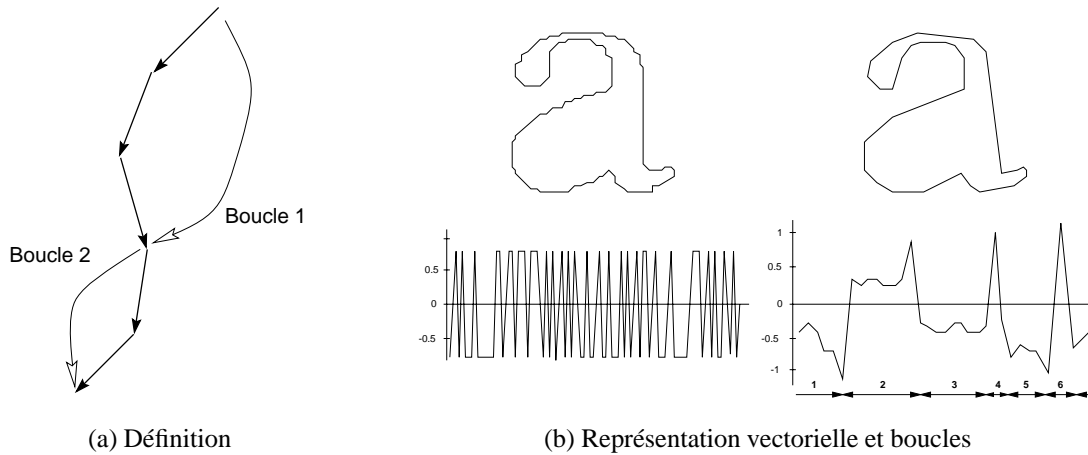 Boucle 1
Boucle 2
(a) Définition
0.5
0
-0.5
1
0.5
0
-0.5
-1
1 2 3 4 5 6
(b) Représentation vectorielle et boucles